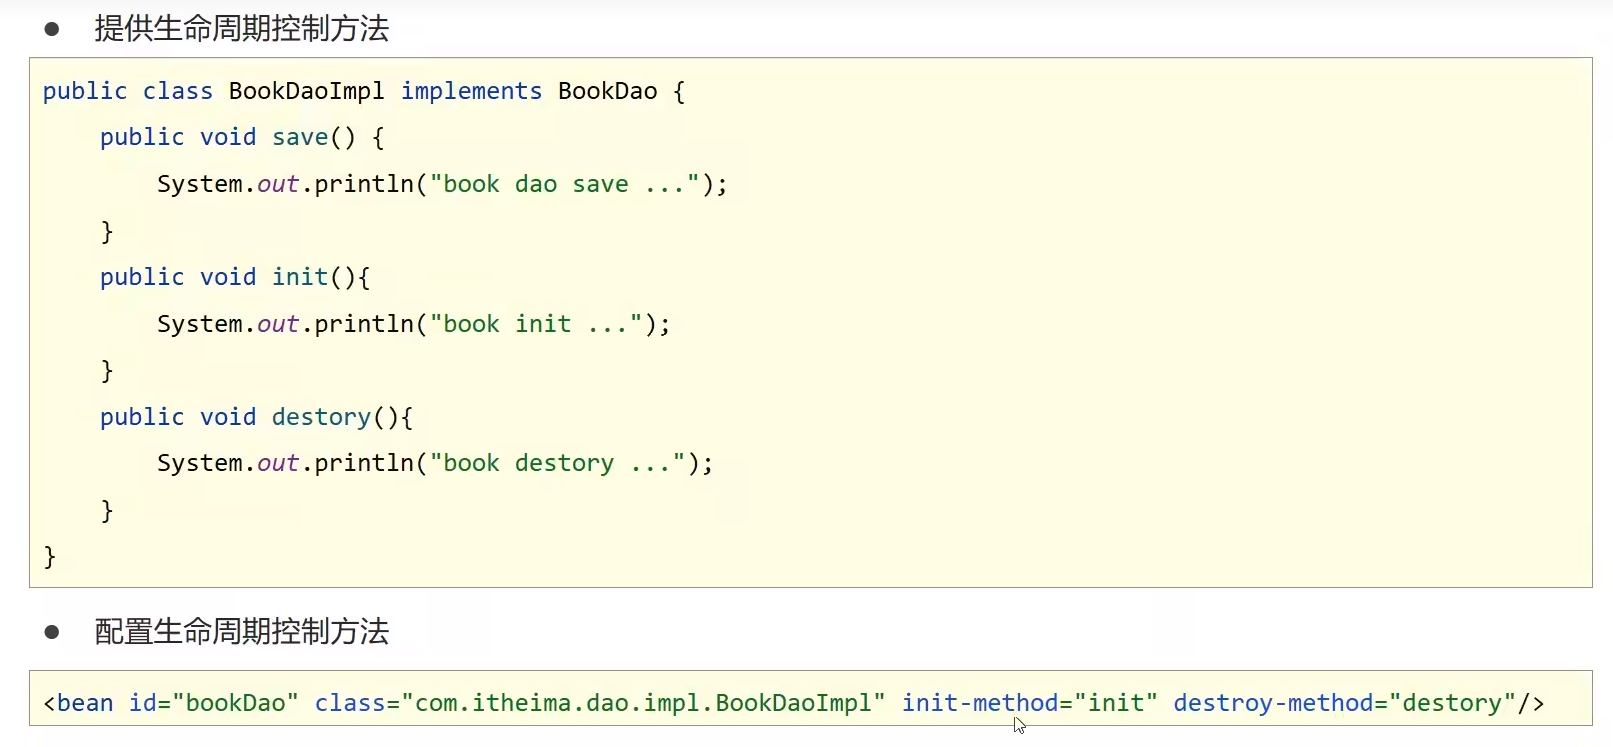 ● 提供生命周期控制方法
public class BookDaoImpl implements BookDao {
    public void save() {
        System.out.println("book dao save ...");
    }
    public void init(){
        System.out.println("book init ...");
    }
    public void destory(){
        System.out.println("book destory ...");
    }
}
● 配置生命周期控制方法
<bean id="bookDao" class="com.itheima.dao.impl.BookDaoImpl" init-method="init" destroy-method="destory"/>